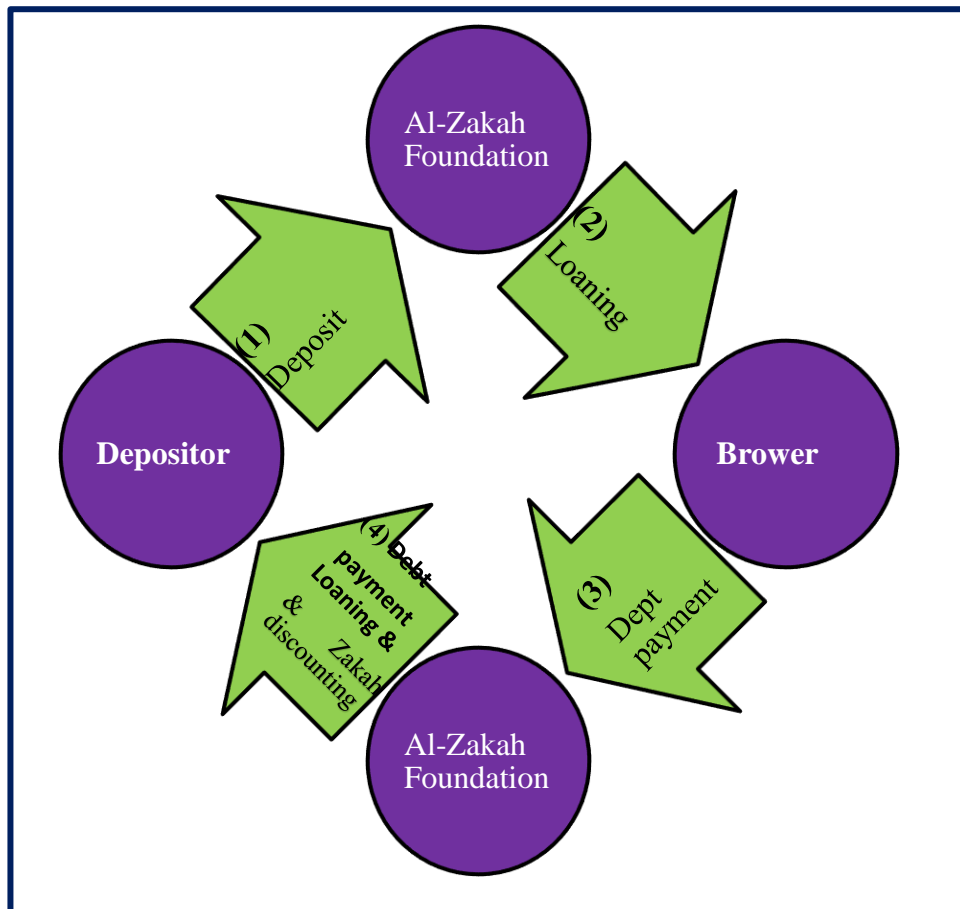 Al-Zakah
Foundation
(1)
Deposit
(2)
Loaning
Depositor
Brower
(3)
Dept
payment
(4) Debt
payment
Loaning &
& Zakah
discounting
Al-Zakah
Foundation